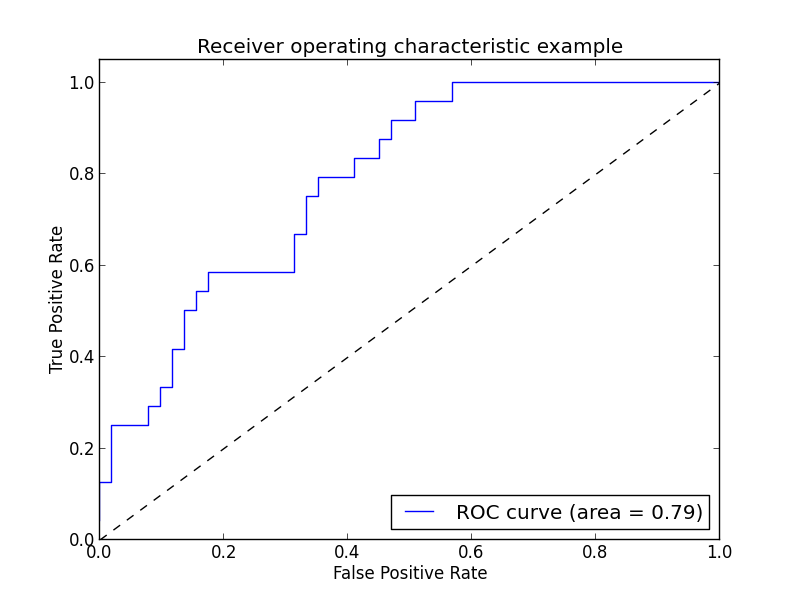 Receiver operating characteristic example
1.0
0.8
0.6
0.4
0.2
0.0
True Positive Rate
ROC curve (area = 0.79)
0.0 0.2 0.4 0.6 0.8 1.0
False Positive Rate